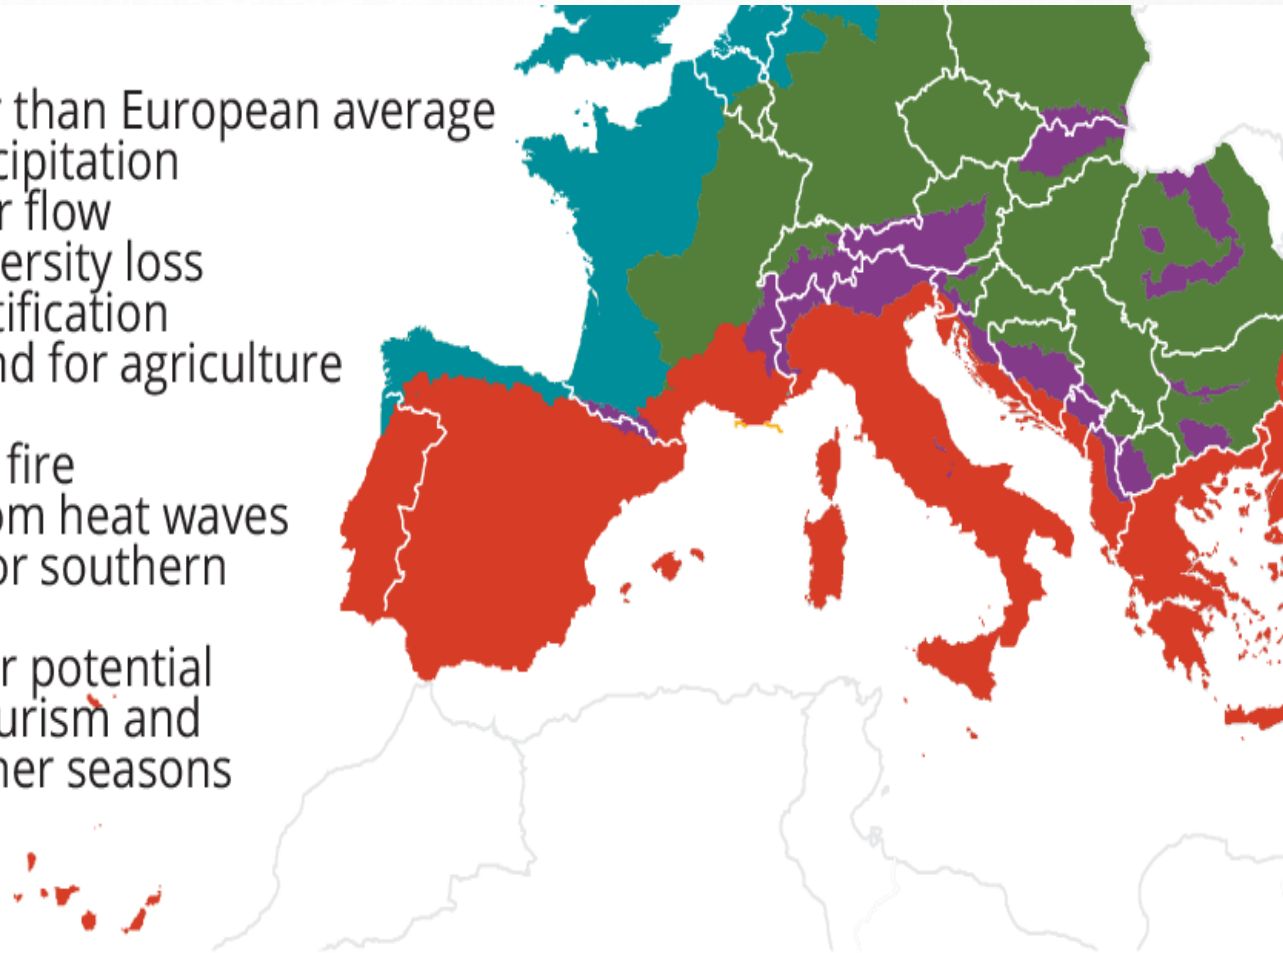 r than European average
cipitation
r flow
ersity loss
tification
nd for agriculture
fire
om heat waves
or southern
r potential
urism and
her seasons